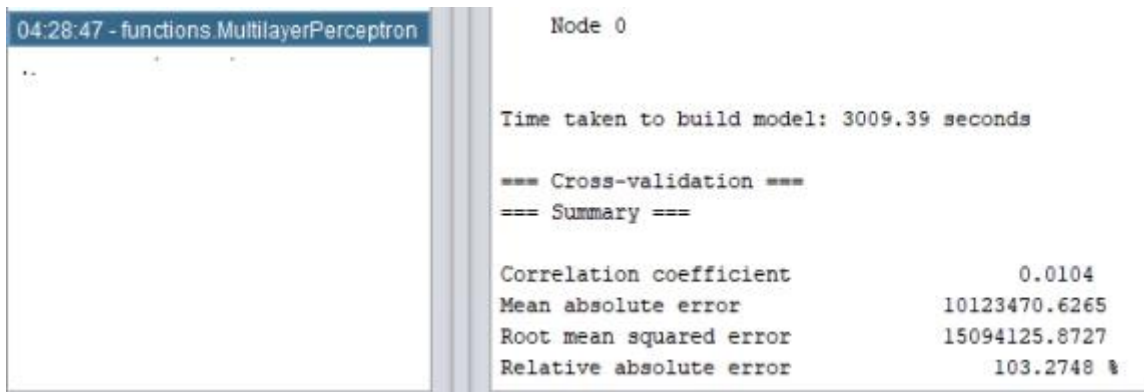 04:28:47 - functions.MultilayerPerceptron
Node 0
Time taken to build model: 3009.39 seconds
=== Cross-validation ===
=== Summary ===
Correlation coefficient 0.0104
Mean absolute error 10123470.6265
Root mean squared error 15094125.8727
Relative absolute error 103.2748 %